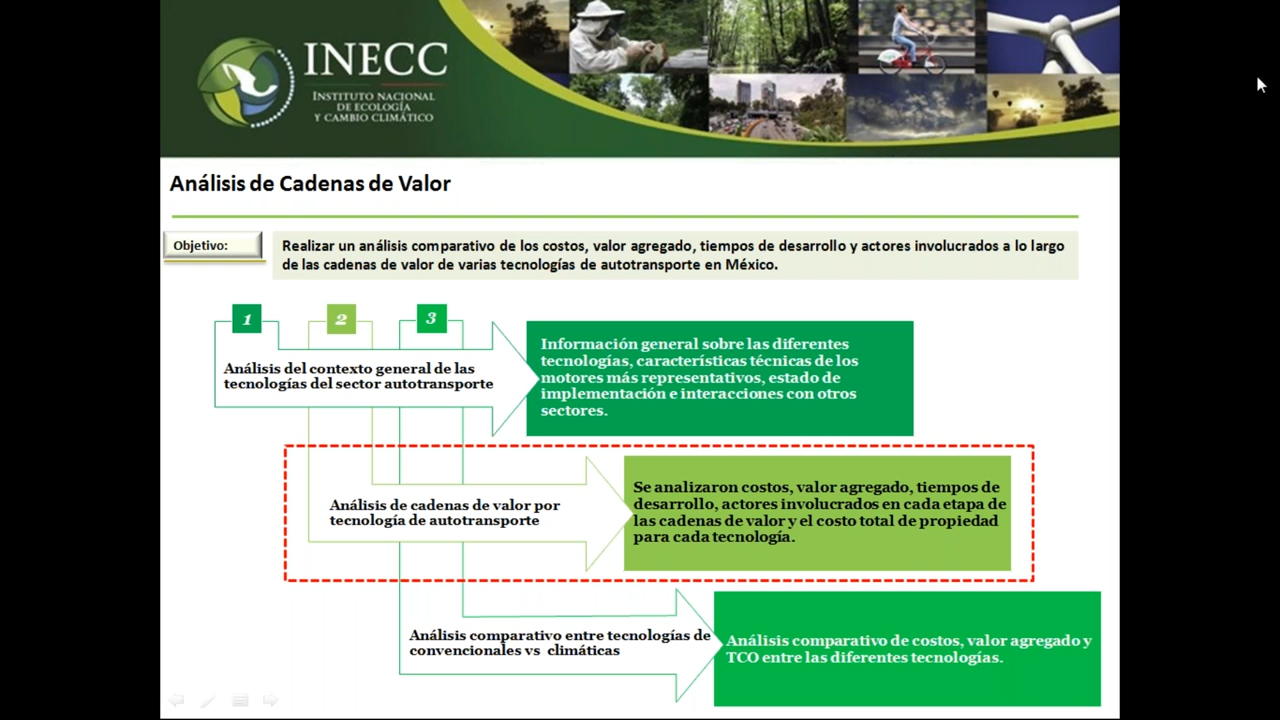 INECC
INSTITUTO NACIONAL
DE ECOLOGÍA
Y CAMBIO CLIMÁTICO
Análisis de Cadenas de Valor
Objetivo:
Realizar un análisis comparativo de los costos, valor agregado, tiempos de desarrollo y actores involucrados a lo largo
de las cadenas de valor de varias tecnologías de autotransporte en México.
1
2
3
Análisis del contexto general de las
tecnologías del sector autotransporte
Información general sobre las diferentes
tecnologías, características técnicas de los
motores más representativos, estado de
implementación e interacciones con otros
sectores.
Análisis de cadenas de valor por
tecnología de autotransporte
Se analizaron costos, valor agregado, tiempos de
desarrollo, actores involucrados en cada etapa de
las cadenas de valor y el costo total de propiedad
para cada tecnología.
Análisis comparativo entre tecnologías de
convencionales vs climáticas
Análisis comparativo de costos, valor agregado y
TCO entre las diferentes tecnologías.